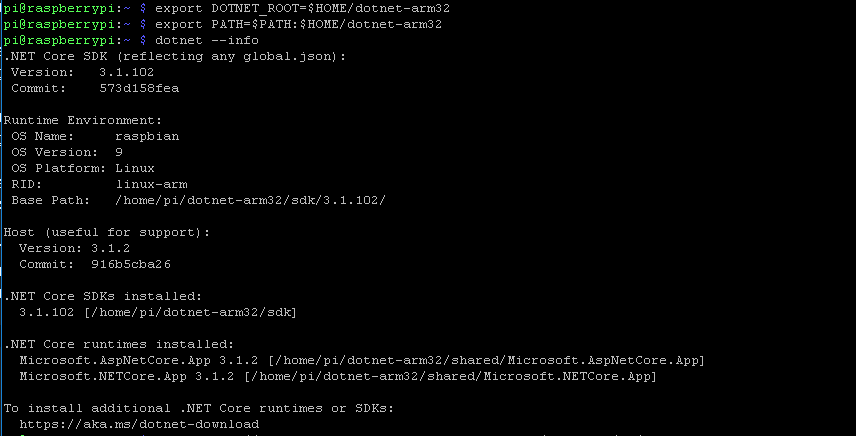 pi@raspberrypi:~ $ export DOTNET_ROOT=$HOME/dotnet-arm32
pi@raspberrypi:~ $ export PATH=$PATH:$HOME/dotnet-arm32
pi@raspberrypi:~ $ dotnet --info
.NET Core SDK (reflecting any global.json):
 Version:   3.1.102
 Commit:    573d158fea

Runtime Environment:
 OS Name:     raspbian
 OS Version:  9
 OS Platform: Linux
 RID:         linux-arm
 Base Path:   /home/pi/dotnet-arm32/sdk/3.1.102/

Host (useful for support):
  Version: 3.1.2
  Commit:  916b5cba26

.NET Core SDKs installed:
  3.1.102 [/home/pi/dotnet-arm32/sdk]

.NET Core runtimes installed:
  Microsoft.AspNetCore.App 3.1.2 [/home/pi/dotnet-arm32/shared/Microsoft.AspNetCore.App]
  Microsoft.NETCore.App 3.1.2 [/home/pi/dotnet-arm32/shared/Microsoft.NETCore.App]

To install additional .NET Core runtimes or SDKs:
  https://aka.ms/dotnet-download